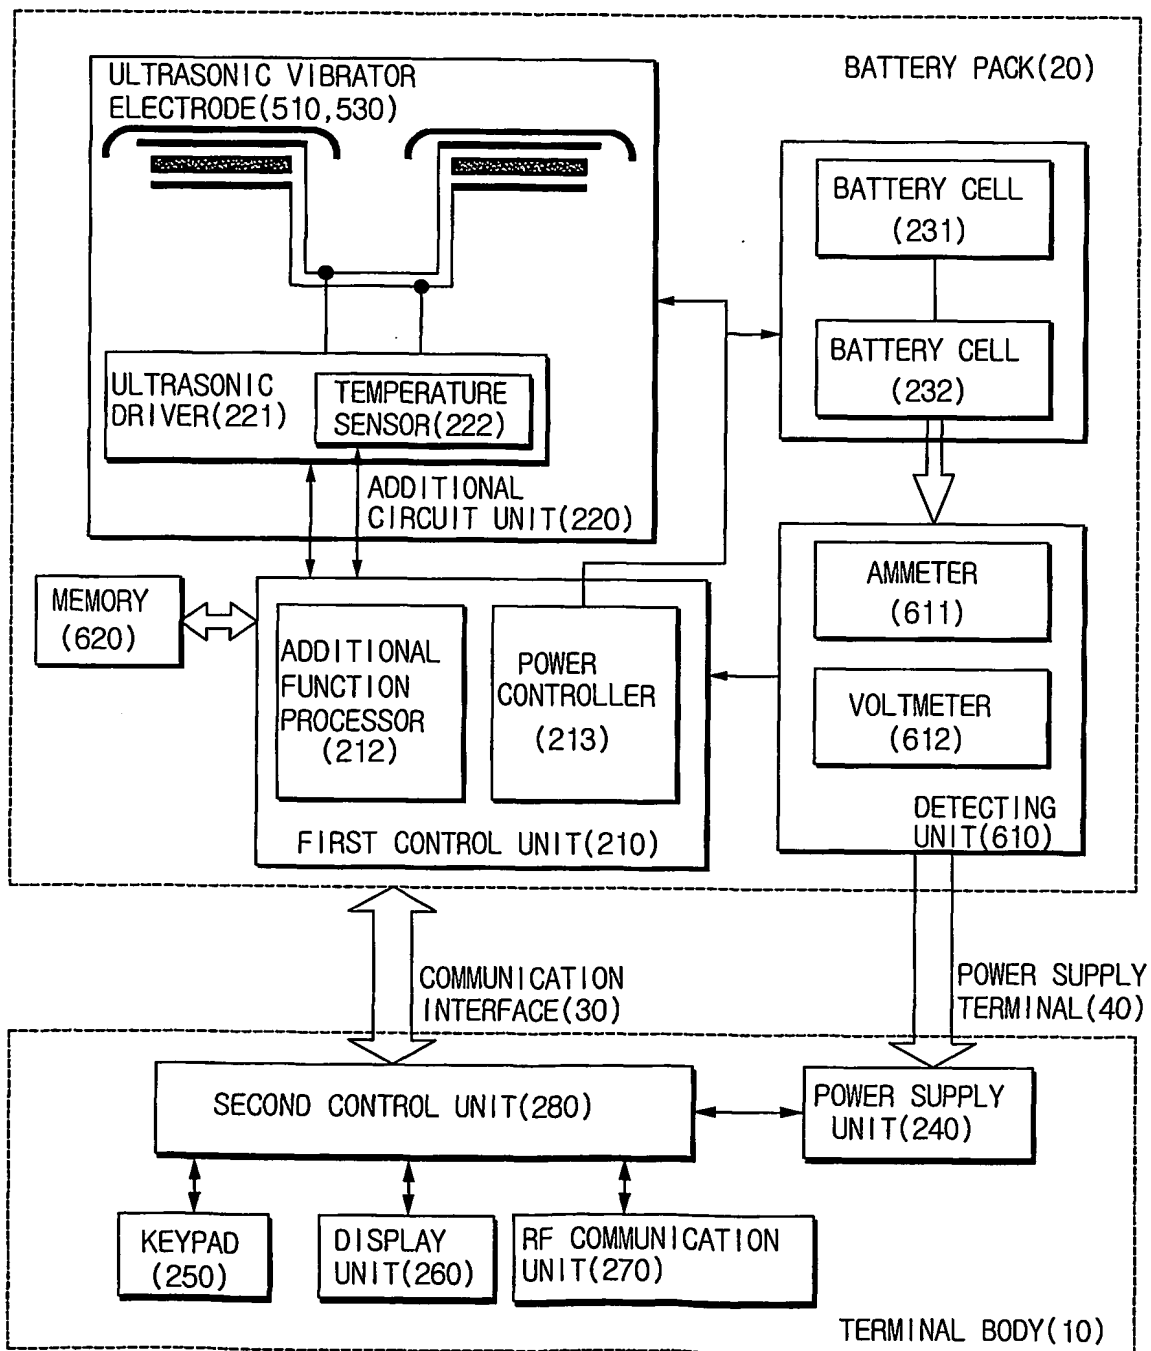 BATTERY PACK(20)
ULTRASONIC VIBRATOR
ELECTRODE(510,530)
BATTERY CELL
(231)
BATTERY CELL
(232)
ULTRASONIC
DRIVER(221)
TEMPERATURE
SENSOR(222)
ADDITIONAL
CIRCUIT UNIT(220)
MEMORY
(620)
ADDITIONAL
FUNCTION
PROCESSOR
(212)
POWER
CONTROLLER
(213)
FIRST CONTROL UNIT(210)
AMMETER
(611)
VOLTMETER
(612)
DETECTING
UNIT(610)
COMMUNICATION
INTERFACE(30)
POWER SUPPLY
TERMINAL(40)
SECOND CONTROL UNIT(280)
POWER SUPPLY
UNIT(240)
KEYPAD
(250)
DISPLAY
UNIT(260)
RF COMMUNICATION
UNIT(270)
TERMINAL BODY(10)